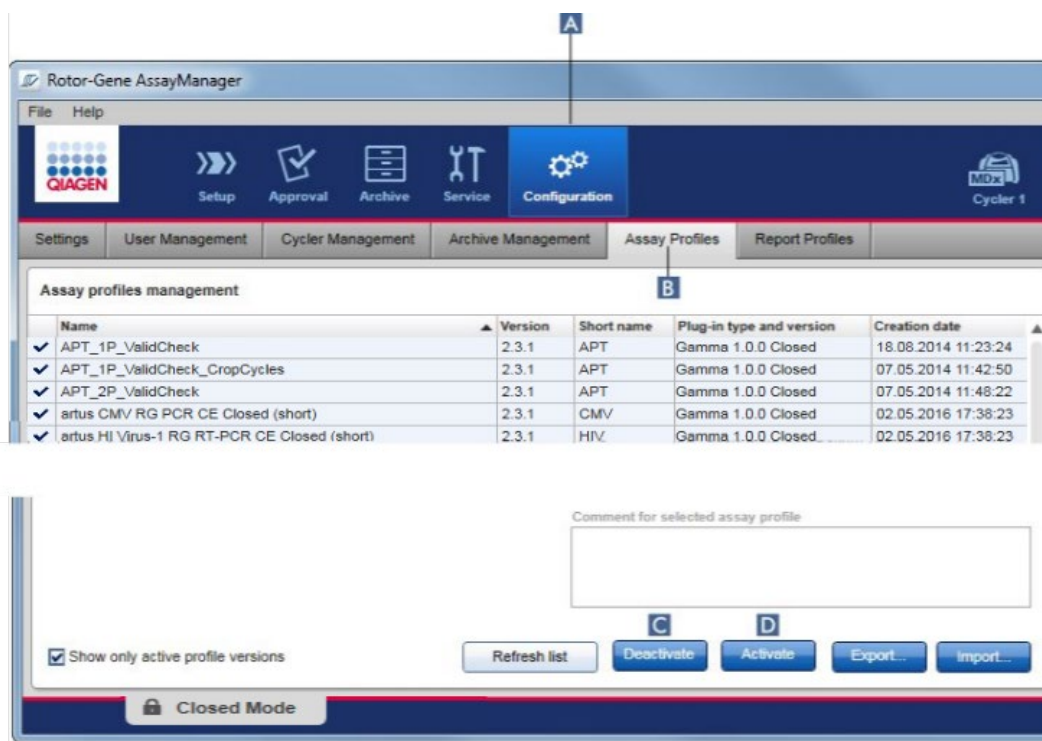 A
Rotor-Gene AssayManager
File Help
QIAGEN
Setup Approval Archive Service Configuration
MDx
Cycler 1
Settings User Management Cycler Management Archive Management Assay Profiles Report Profiles
B
Assay profiles management
Name Version Short name Plug-in type and version Creation date
APT_1P_ValidCheck 2.3.1 APT Gamma 1.0.0 Closed 18.08.2014 11:23:24
APT_1P_ValidCheck_CropCycles 2.3.1 APT Gamma 1.0.0 Closed 07.05.2014 11:42:50
APT_2P_ValidCheck 2.3.1 APT Gamma 1.0.0 Closed 07.05.2014 11:48:22
artus CMV RG PCR CE Closed (short) 2.3.1 CMV Gamma 1.0.0 Closed 02.05.2016 17:38:23
artus HI Virus-1 RG RT-PCR CE Closed (short) 2.3.1 HIV Gamma 1.0.0 Closed 02.05.2016 17:38:23
Comment for selected assay profile
C D
Show only active profile versions Refresh list Deactivate Activate Export... Import...
Closed Mode